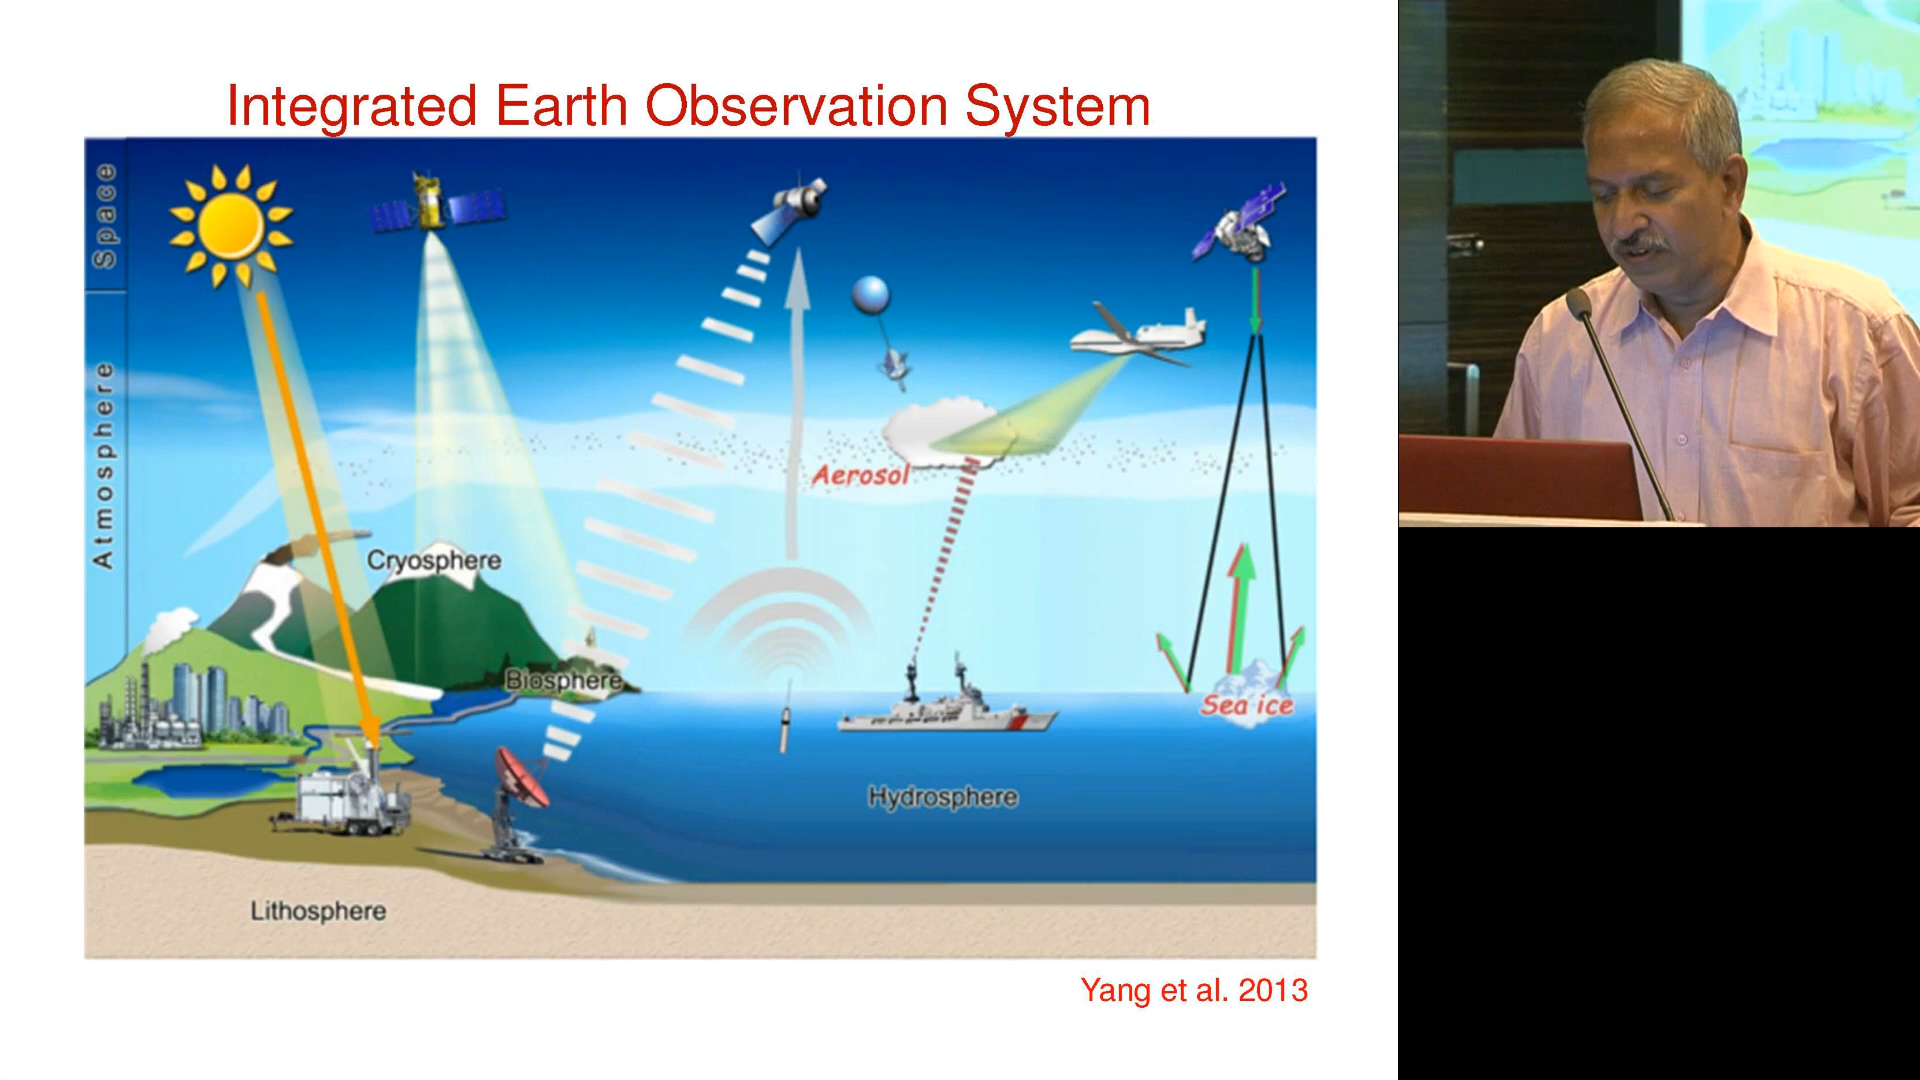 Integrated Earth Observation System
Space
Atmosphere
Aerosol
Cryosphere
Biosphere
Sea ice
Hydrosphere
Lithosphere
Yang et al. 2013